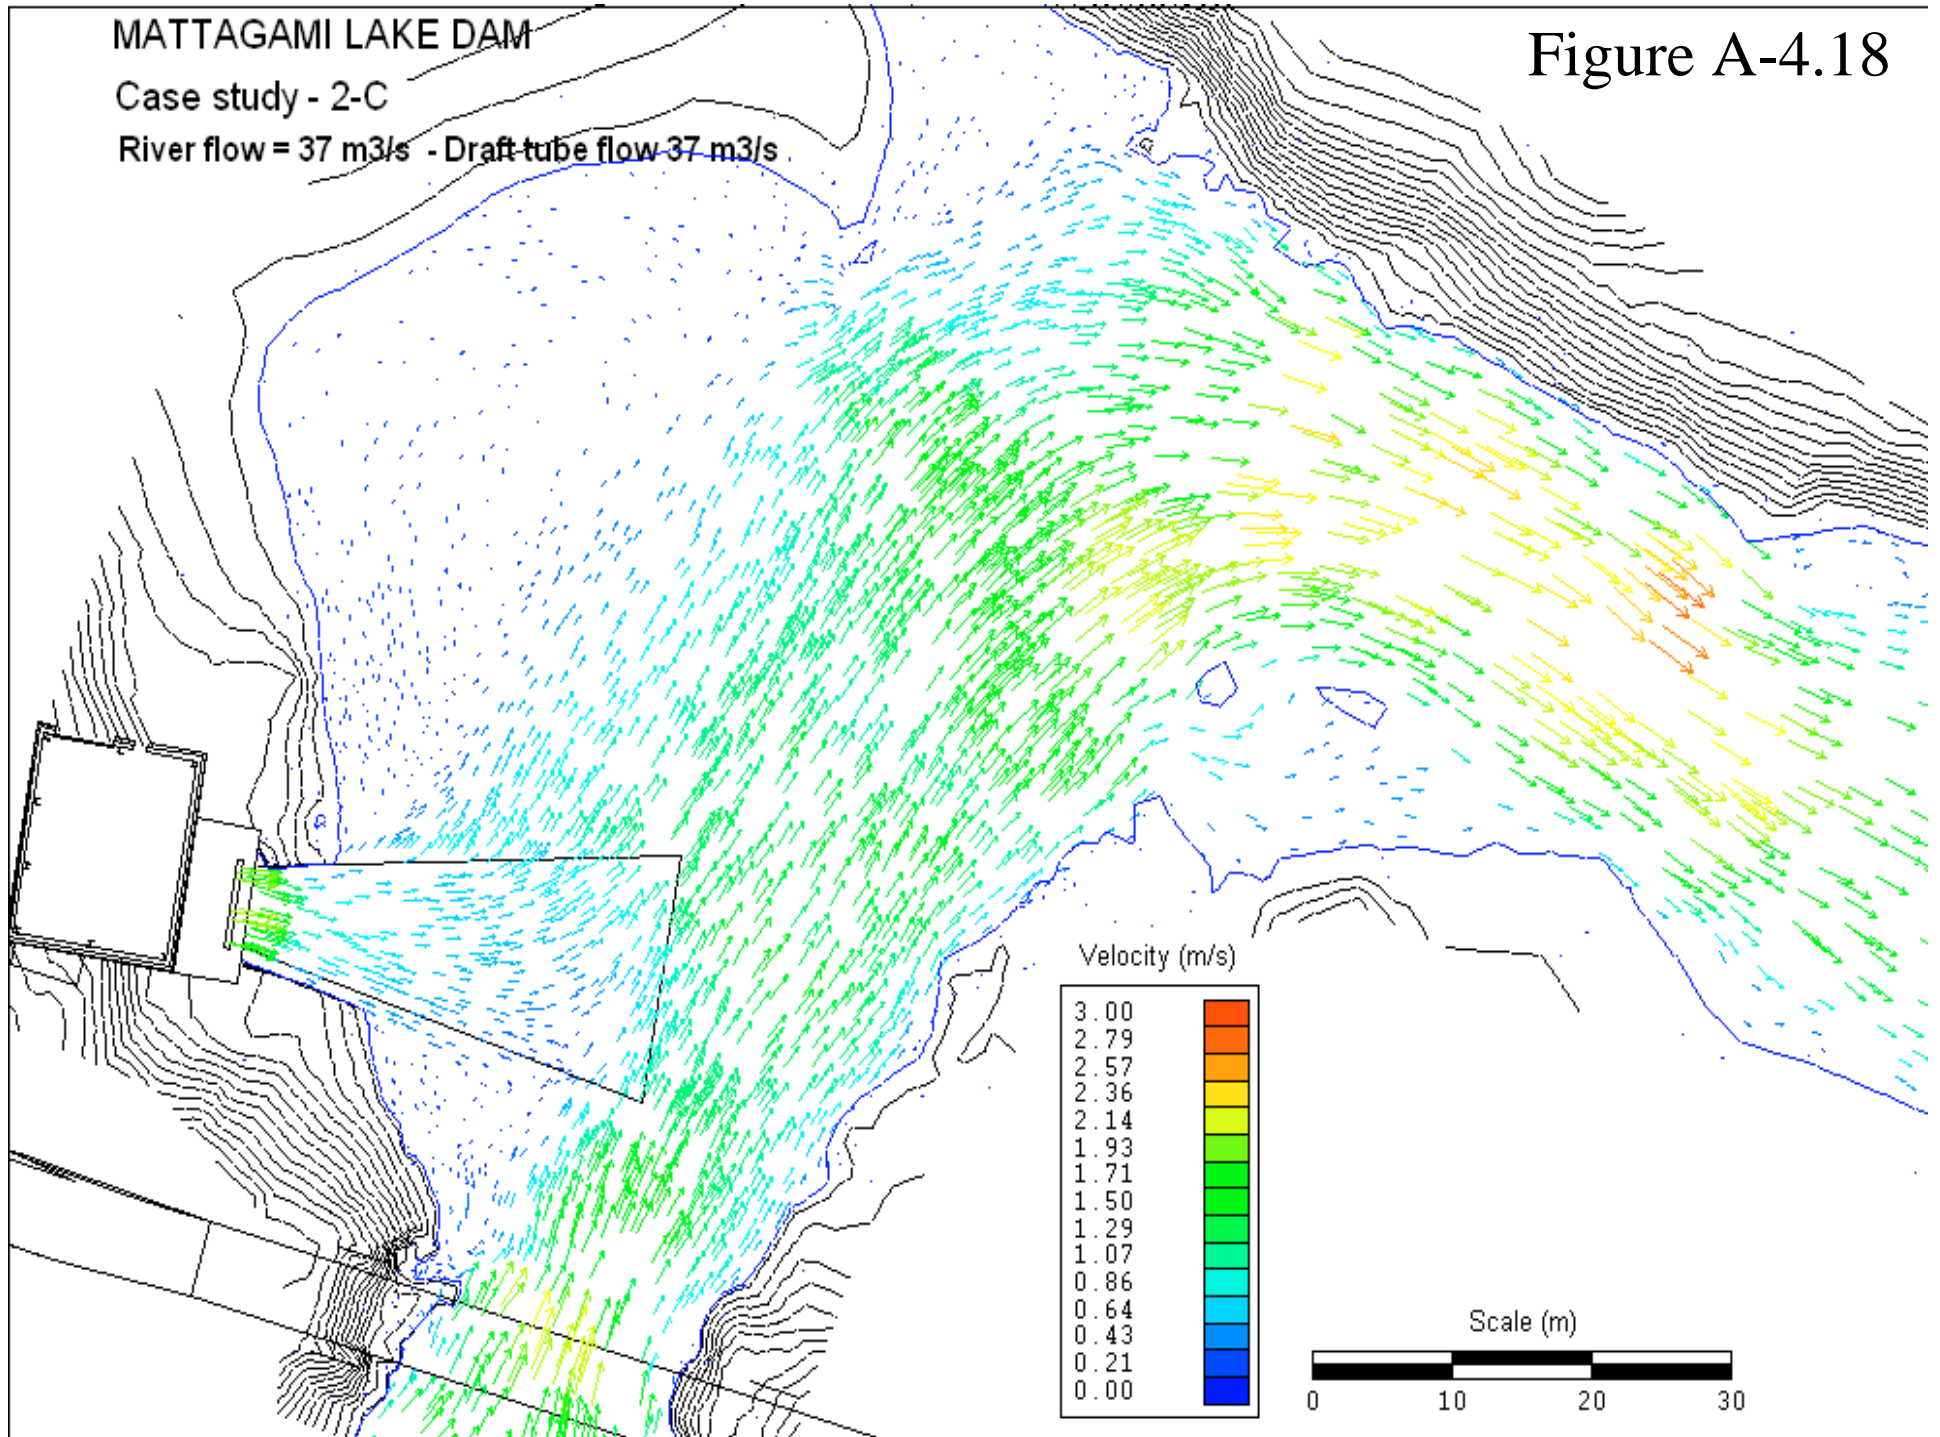 MATTAGAMI LAKE DAM
Figure A-4.18
Case study - 2-C
River flow = 37 m3/s - Draft tube flow 37 m3/s
Velocity (m/s)
3.00
2.79
2.57
2.36
2.14
1.93
1.71
1.50
1.29
1.07
0.86
0.64
0.43
0.21
0.00
Scale (m)
0 10 20 30